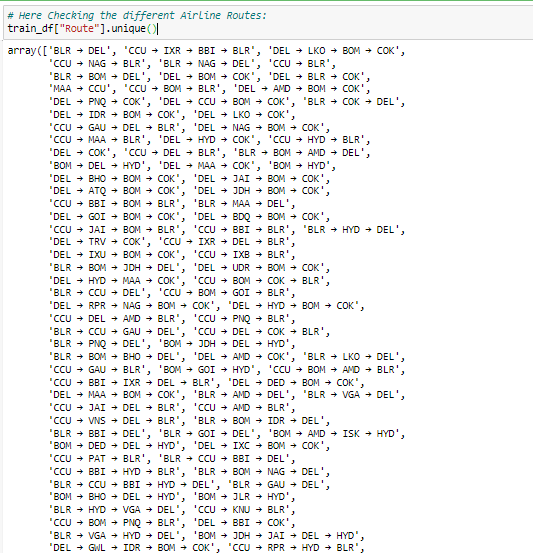 # Here Checking the different AirLine Routes:
train_df["Route"].unique()
array(['BLR → DEL', 'CCU → IXR → BBI → BLR', 'DEL → LKO → BOM → COK',
'CCU → NAG → BLR', 'BLR → NAG → DEL', 'CCU → BLR',
'BLR → BOM → DEL', 'DEL → BOM → COK', 'DEL → BLR → COK',
'MAA → CCU', 'CCU → BOM → BLR', 'DEL → AMD → BOM → COK',
'DEL → PNQ → COK', 'DEL → CCU → BOM → COK', 'BLR → COK → DEL',
'DEL → IDR → BOM → COK', 'DEL → LKO → COK',
'CCU → GAU → DEL → BLR', 'DEL → NAG → BOM → COK',
'CCU → MAA → BLR', 'DEL → HYD → COK', 'CCU → HYD → BLR',
'DEL → COK', 'CCU → DEL → BLR', 'BLR → BOM → AMD → DEL',
'BOM → DEL → HYD', 'DEL → MAA → COK', 'BOM → HYD',
'DEL → BHO → BOM → COK', 'DEL → JAI → BOM → COK',
'DEL → ATQ → BOM → COK', 'DEL → JDH → BOM → COK',
'CCU → BBI → BOM → BLR', 'BLR → MAA → DEL',
'DEL → GOI → BOM → COK', 'DEL → BDQ → BOM → COK',
'CCU → JAI → BOM → BLR', 'CCU → BBI → BLR', 'BLR → HYD → DEL',
'DEL → TRV → COK', 'CCU → IXR → DEL → BLR',
'DEL → IXU → BOM → COK', 'CCU → IXB → BLR',
'BLR → BOM → JDH → DEL', 'DEL → UDR → BOM → COK',
'DEL → HYD → MAA → COK', 'CCU → BOM → COK → BLR',
'BLR → CCU → DEL', 'CCU → BOM → GOI → BLR',
'DEL → RPR → NAG → BOM → COK', 'DEL → HYD → BOM → COK',
'CCU → DEL → AMD → BLR', 'CCU → PNQ → BLR',
'BLR → CCU → GAU → DEL', 'CCU → DEL → COK → BLR',
'BLR → PNQ → DEL', 'BOM → JDH → DEL → HYD',
'BLR → BOM → BHO → DEL', 'DEL → AMD → COK', 'BLR → LKO → DEL',
'CCU → GAU → BLR', 'BOM → GOI → HYD', 'CCU → BOM → AMD → BLR',
'CCU → BBI → IXR → DEL → BLR', 'DEL → DED → BOM → COK',
'DEL → MAA → BOM → COK', 'BLR → AMD → DEL', 'BLR → VGA → DEL',
'CCU → JAI → DEL → BLR', 'CCU → AMD → BLR',
'CCU → VNS → DEL → BLR', 'BLR → BOM → IDR → DEL',
'BLR → BBI → DEL', 'BLR → GOI → DEL', 'BOM → AMD → ISK → HYD',
'BOM → DED → DEL → HYD', 'DEL → IXC → BOM → COK',
'CCU → PAT → BLR', 'BLR → CCU → BBI → DEL',
'CCU → BBI → HYD → BLR', 'BLR → BOM → NAG → DEL',
'BLR → CCU → BBI → HYD → DEL', 'BLR → GAU → DEL',
'BOM → BHO → DEL → HYD', 'BOM → JLR → HYD',
'BLR → HYD → VGA → DEL', 'CCU → KNU → BLR',
'CCU → BOM → PNQ → BLR', 'DEL → BBI → COK',
'BLR → VGA → HYD → DEL', 'BOM → JDH → JAI → DEL → HYD',
'DEL → GWL → IDR → BOM → COK', 'CCU → RPR → HYD → BLR',